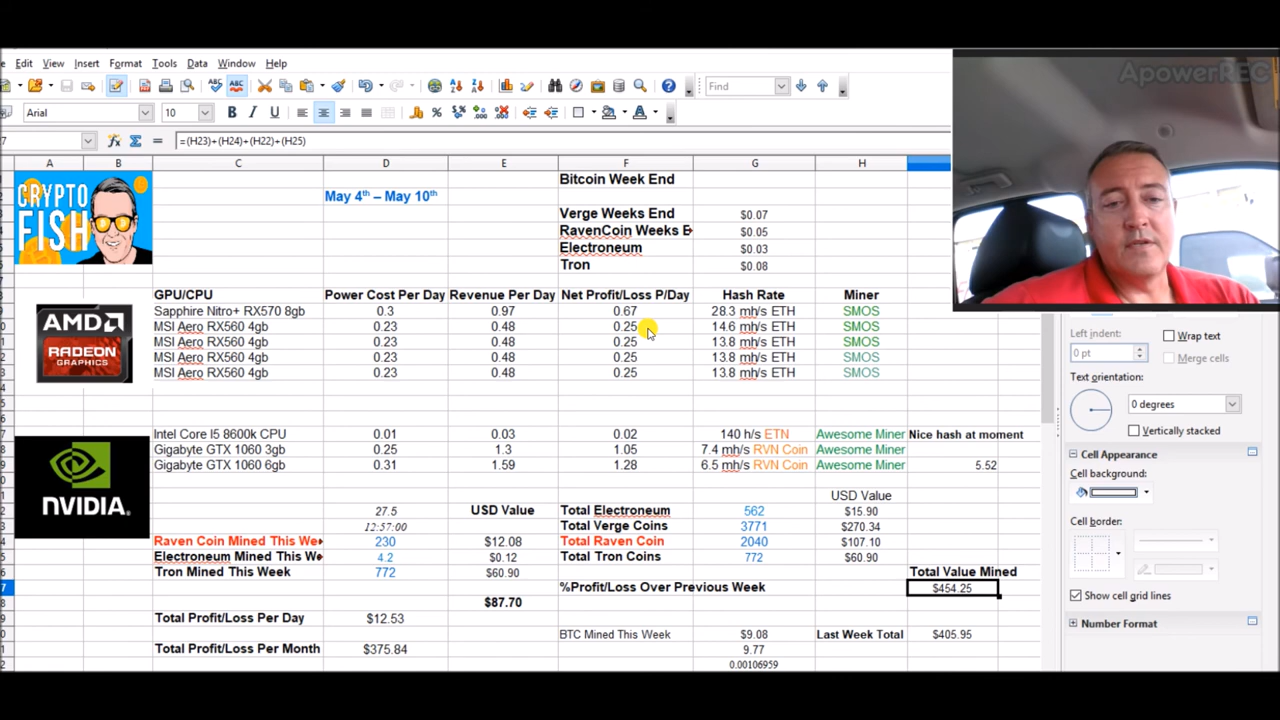 ApowerREC
Edit View Insert Format Tools Data Window Help
Find
Arial 10
7 =(H23)+(H24)+(H22)+(H25)
A B C D E F G H
CRYPTO FISH
Bitcoin Week End
May 4th – May 10th
Verge Weeks End $0.07
RavenCoin Weeks E $0.05
Electroneum $0.03
Tron $0.08
GPU/CPU Power Cost Per Day Revenue Per Day Net Profit/Loss P/Day Hash Rate Miner
Sapphire Nitro+ RX570 8gb 0.3 0.97 0.67 28.3 mh/s ETH SMOS
MSI Aero RX560 4gb 0.23 0.48 0.25 14.6 mh/s ETH SMOS
MSI Aero RX560 4gb 0.23 0.48 0.25 13.8 mh/s ETH SMOS
MSI Aero RX560 4gb 0.23 0.48 0.25 13.8 mh/s ETH SMOS
MSI Aero RX560 4gb 0.23 0.48 0.25 13.8 mh/s ETH SMOS
AMD
RADEON
GRAPHICS
Intel Core I5 8600k CPU 0.01 0.03 0.02 140 h/s ETN Awesome Miner Nice hash at moment
Gigabyte GTX 1060 3gb 0.25 1.3 1.05 7.4 mh/s RVN Coin Awesome Miner
Gigabyte GTX 1060 6gb 0.31 1.59 1.28 6.5 mh/s RVN Coin Awesome Miner 5.52
NVIDIA.
USD Value
27.5 USD Value Total Electroneum 562 $15.90
12:57:00 Total Verge Coins 3771 $270.34
Raven Coin Mined This We 230 $12.08 Total Raven Coin 2040 $107.10
Electroneum Mined This W 4.2 $0.12 Total Tron Coins 772 $60.90
Tron Mined This Week 772 $60.90 Total Value Mined
%Profit/Loss Over Previous Week $454.25
$87.70
Total Profit/Loss Per Day $12.53
BTC Mined This Week $9.08 Last Week Total $405.95
Total Profit/Loss Per Month $375.84 9.77
0.00106959
Left indent: Wrap text
0 pt Merge cells
Text orientation:
0 degrees
Vertically stacked
Cell Appearance
Cell background:
Cell border:
Show cell grid lines
Number Format